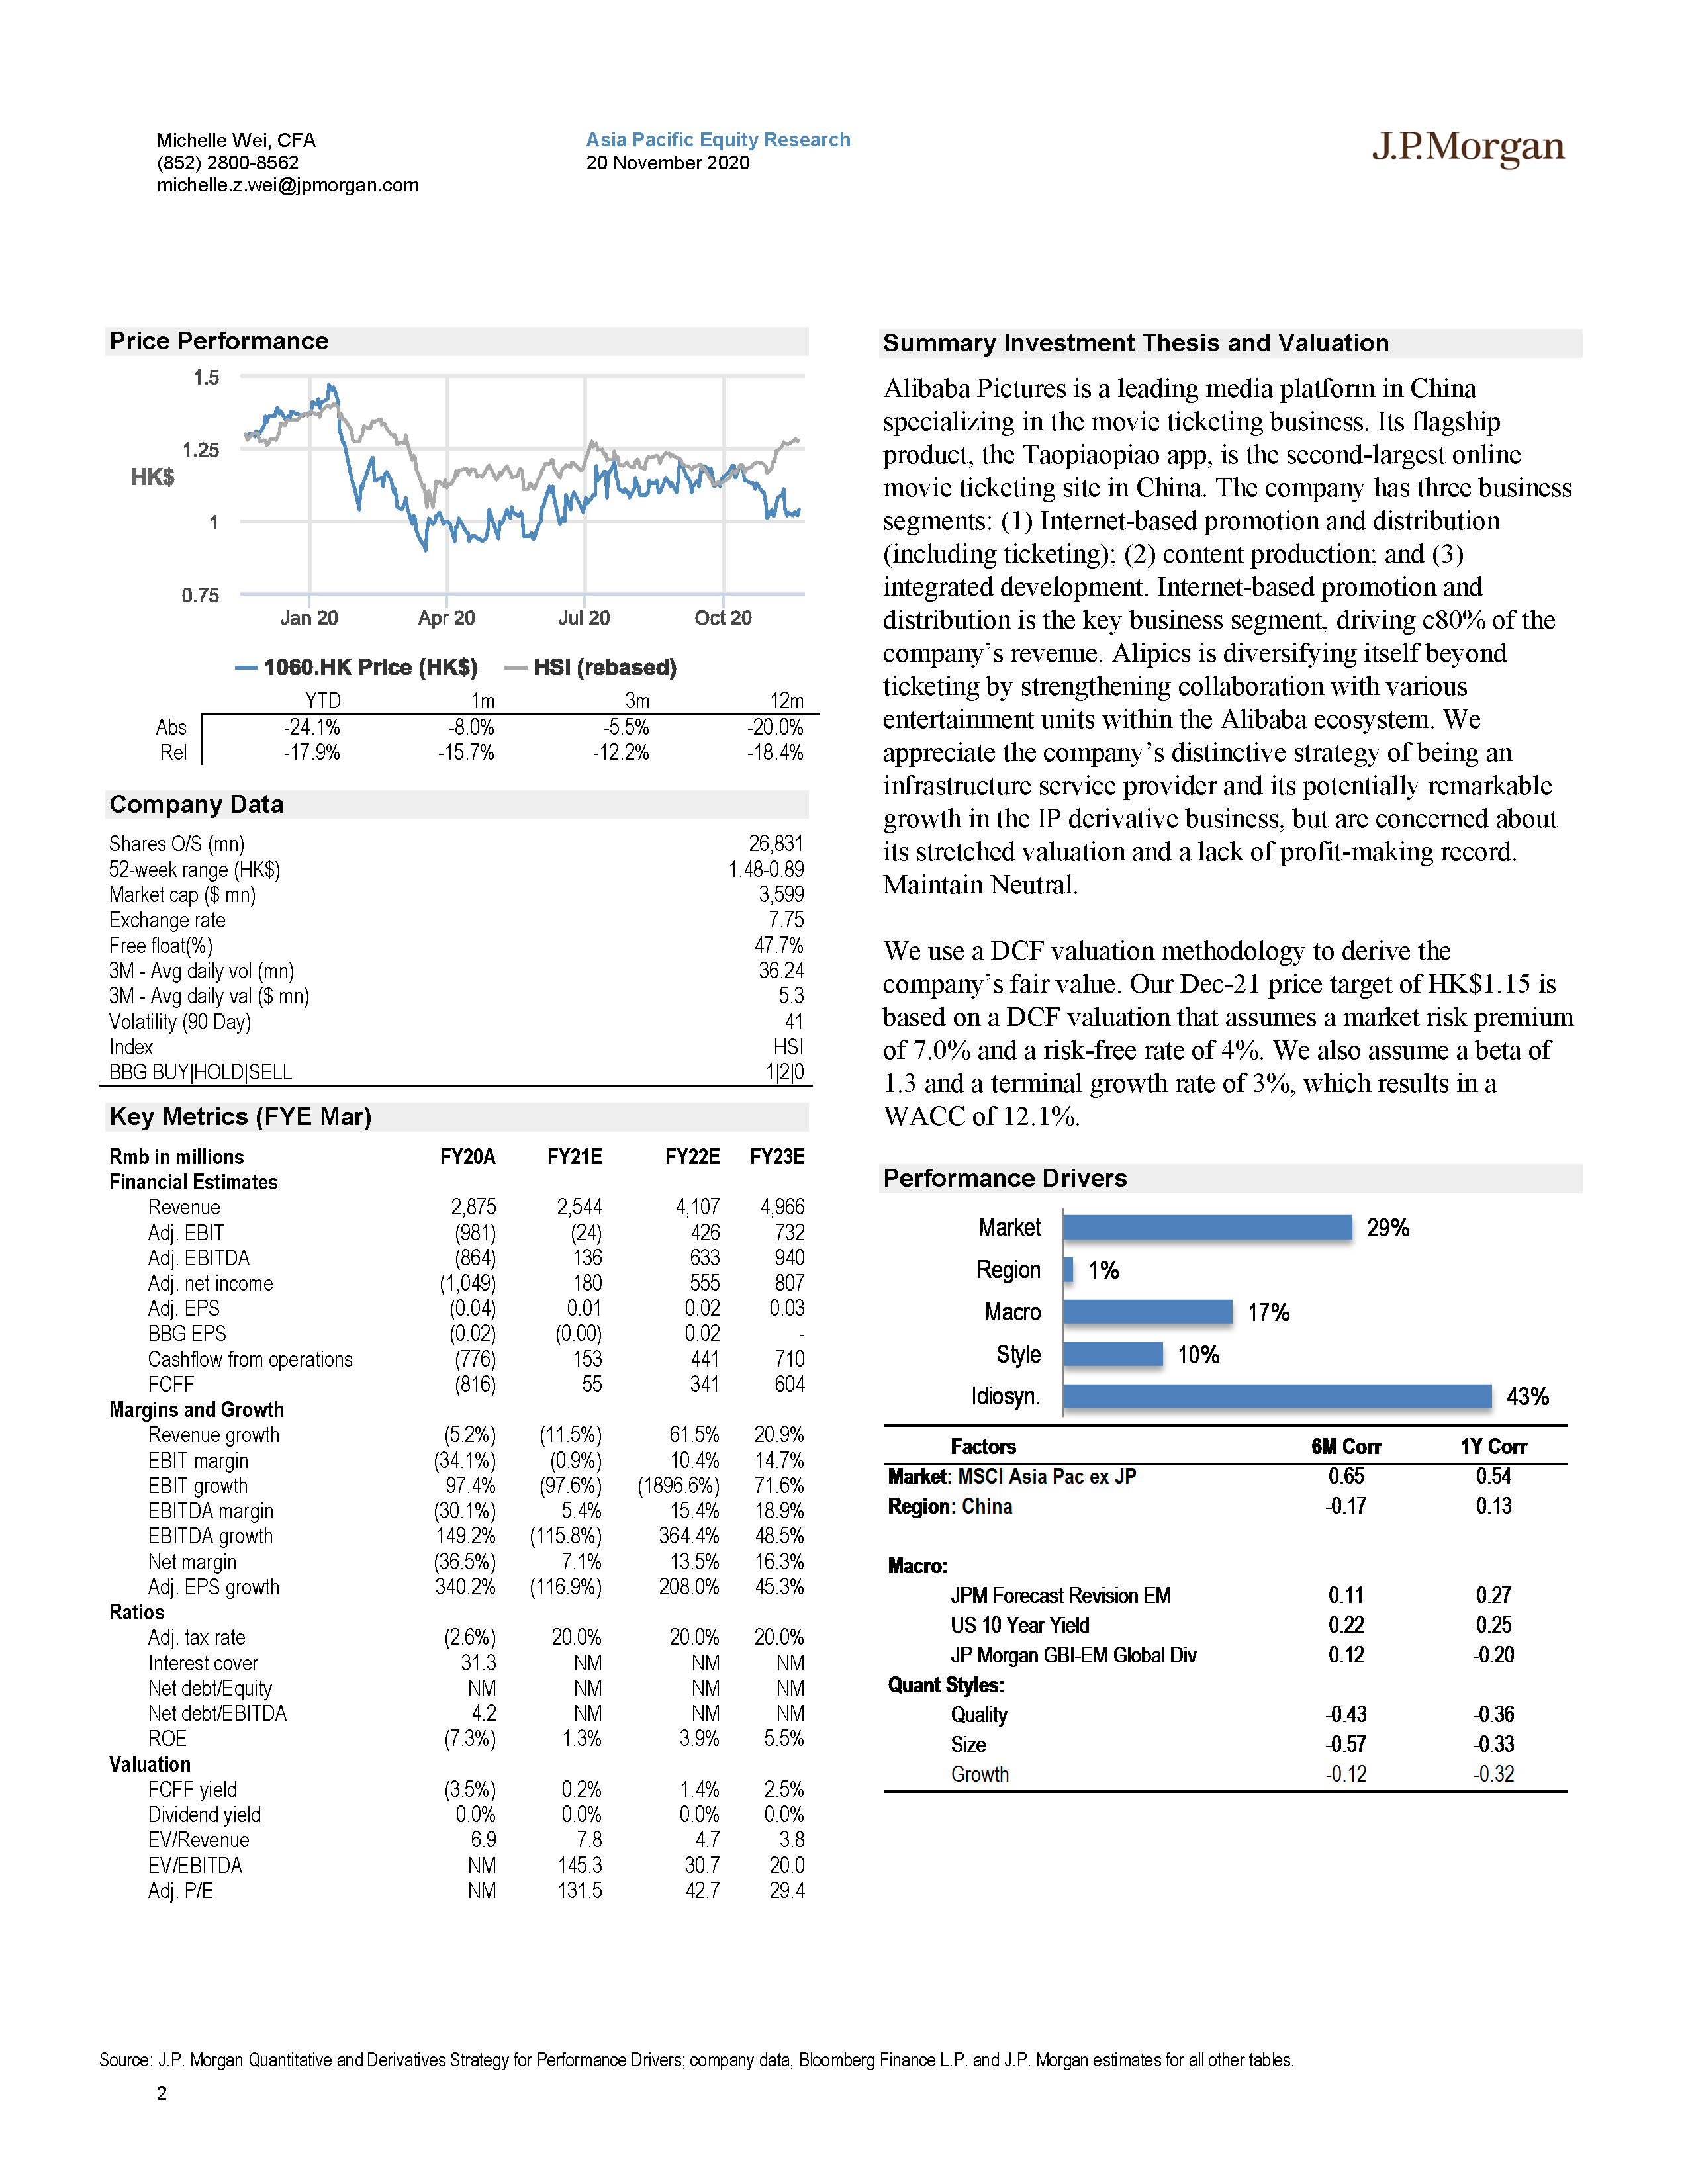 Michelle Wei, CFA
(852) 2800-8562
michelle.z.wei@jpmorgan.com
Asia Pacific Equity Research
20 November 2020
J.P.Morgan
Price Performance
1.5
1.25
HK$
1
0.75
Jan 20 Apr 20 Jul 20 Oct 20
1060.HK Price (HK$) HSI (rebased)
YTD 1m 3m 12m
Abs -24.1% -8.0% -5.5% -20.0%
Rel -17.9% -15.7% -12.2% -18.4%
Company Data
Shares O/S (mn) 26,831
52-week range (HK$) 1.48-0.89
Market cap ($ mn) 3,599
Exchange rate 7.75
Free float(%) 47.7%
3M - Avg daily vol (mn) 36.24
3M - Avg daily val ($ mn) 5.3
Volatility (90 Day) 41
Index HSI
BBG BUY|HOLD|SELL 1|2|0
Key Metrics (FYE Mar)
Rmb in millions FY20A FY21E FY22E FY23E
Financial Estimates
Revenue 2,875 2,544 4,107 4,966
Adj. EBIT (981) (24) 426 732
Adj. EBITDA (864) 136 633 940
Adj. net income (1,049) 180 555 807
Adj. EPS (0.04) 0.01 0.02 0.03
BBG EPS (0.02) (0.00) 0.02 -
Cashflow from operations (776) 153 441 710
FCFF (816) 55 341 604
Margins and Growth
Revenue growth (5.2%) (11.5%) 61.5% 20.9%
EBIT margin (34.1%) (0.9%) 10.4% 14.7%
EBIT growth 97.4% (97.6%) (1896.6%) 71.6%
EBITDA margin (30.1%) 5.4% 15.4% 18.9%
EBITDA growth 149.2% (115.8%) 364.4% 48.5%
Net margin (36.5%) 7.1% 13.5% 16.3%
Adj. EPS growth 340.2% (116.9%) 208.0% 45.3%
Ratios
Adj. tax rate (2.6%) 20.0% 20.0% 20.0%
Interest cover 31.3 NM NM NM
Net debt/Equity NM NM NM NM
Net debt/EBITDA 4.2 NM NM NM
ROE (7.3%) 1.3% 3.9% 5.5%
Valuation
FCFF yield (3.5%) 0.2% 1.4% 2.5%
Dividend yield 0.0% 0.0% 0.0% 0.0%
EV/Revenue 6.9 7.8 4.7 3.8
EV/EBITDA NM 145.3 30.7 20.0
Adj. P/E NM 131.5 42.7 29.4
Summary Investment Thesis and Valuation
Alibaba Pictures is a leading media platform in China
specializing in the movie ticketing business. Its flagship
product, the Taopiaopiao app, is the second-largest online
movie ticketing site in China. The company has three business
segments: (1) Internet-based promotion and distribution
(including ticketing); (2) content production; and (3)
integrated development. Internet-based promotion and
distribution is the key business segment, driving c80% of the
company's revenue. Alipics is diversifying itself beyond
ticketing by strengthening collaboration with various
entertainment units within the Alibaba ecosystem. We
appreciate the company's distinctive strategy of being an
infrastructure service provider and its potentially remarkable
growth in the IP derivative business, but are concerned about
its stretched valuation and a lack of profit-making record.
Maintain Neutral.
We use a DCF valuation methodology to derive the
company's fair value. Our Dec-21 price target of HK$1.15 is
based on a DCF valuation that assumes a market risk premium
of 7.0% and a risk-free rate of 4%. We also assume a beta of
1.3 and a terminal growth rate of 3%, which results in a
WACC of 12.1%.
Performance Drivers
Market 29%
Region 1%
Macro 17%
Style 10%
Idiosyn. 43%
Factors 6M Corr 1Y Corr
Market: MSCI Asia Pac ex JP 0.65 0.54
Region: China -0.17 0.13
Macro:
JPM Forecast Revision EM 0.11 0.27
US 10 Year Yield 0.22 0.25
JP Morgan GBI-EM Global Div 0.12 -0.20
Quant Styles:
Quality -0.43 -0.36
Size -0.57 -0.33
Growth -0.12 -0.32
Source: J.P. Morgan Quantitative and Derivatives Strategy for Performance Drivers; company data, Bloomberg Finance L.P. and J.P. Morgan estimates for all other tables.
2